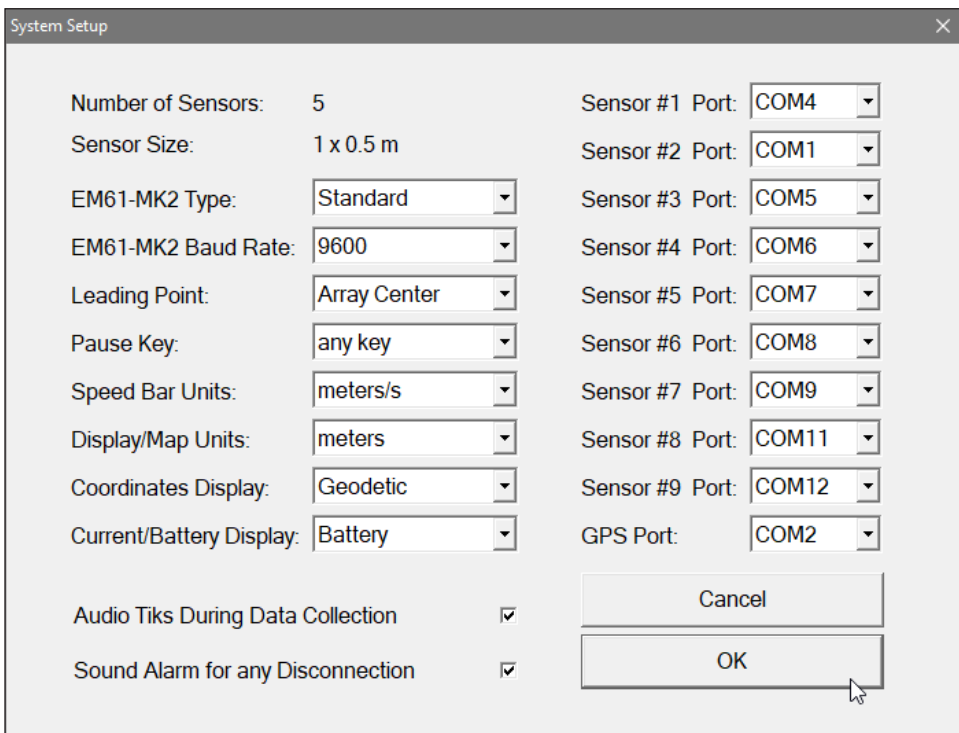 System Setup
Number of Sensors: 5
Sensor Size: 1 x 0.5 m
EM61-MK2 Type: Standard
EM61-MK2 Baud Rate: 9600
Leading Point: Array Center
Pause Key: any key
Speed Bar Units: meters/s
Display/Map Units: meters
Coordinates Display: Geodetic
Current/Battery Display: Battery
Audio Tiks During Data Collection
Sound Alarm for any Disconnection
Sensor #1 Port: COM4
Sensor #2 Port: COM1
Sensor #3 Port: COM5
Sensor #4 Port: COM6
Sensor #5 Port: COM7
Sensor #6 Port: COM8
Sensor #7 Port: COM9
Sensor #8 Port: COM11
Sensor #9 Port: COM12
GPS Port: COM2
Cancel
OK